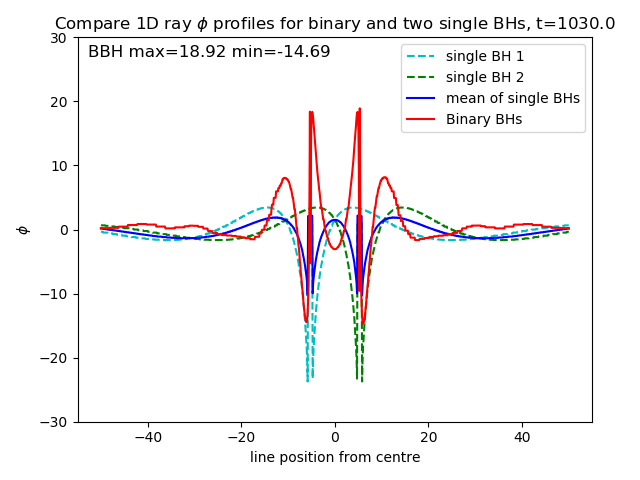 Compare 1D ray ϕ profiles for binary and two single BHs, t=1030.0
BBH max=18.92 min=-14.69
single BH 1
single BH 2
mean of single BHs
Binary BHs
30
20
10
0
−10
−20
−30
ϕ
−40 −20 0 20 40
line position from centre